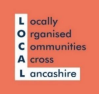 Locally
Organised
Communities
Across
Lancashire